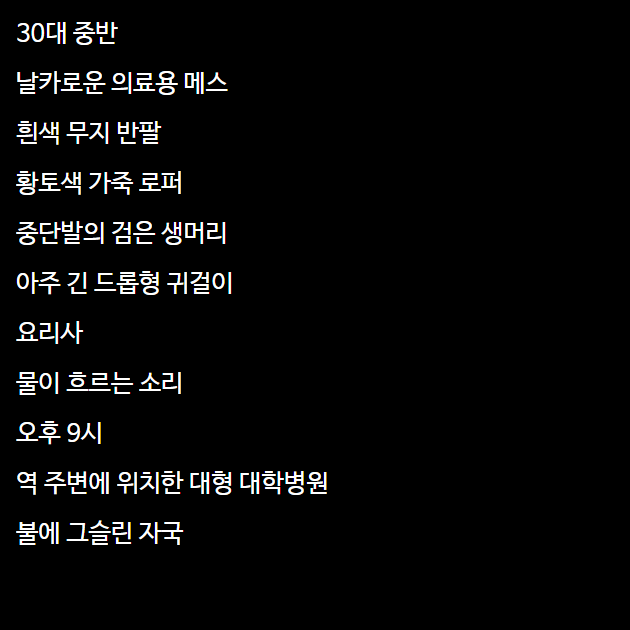 30대 중반
날카로운 의료용 메스
흰색 무지 반팔
황토색 가죽 로퍼
중단발의 검은 생머리
아주 긴 드롭형 귀걸이
요리사
물이 흐르는 소리
오후 9시
역 주변에 위치한 대형 대학병원
불에 그슬린 자국